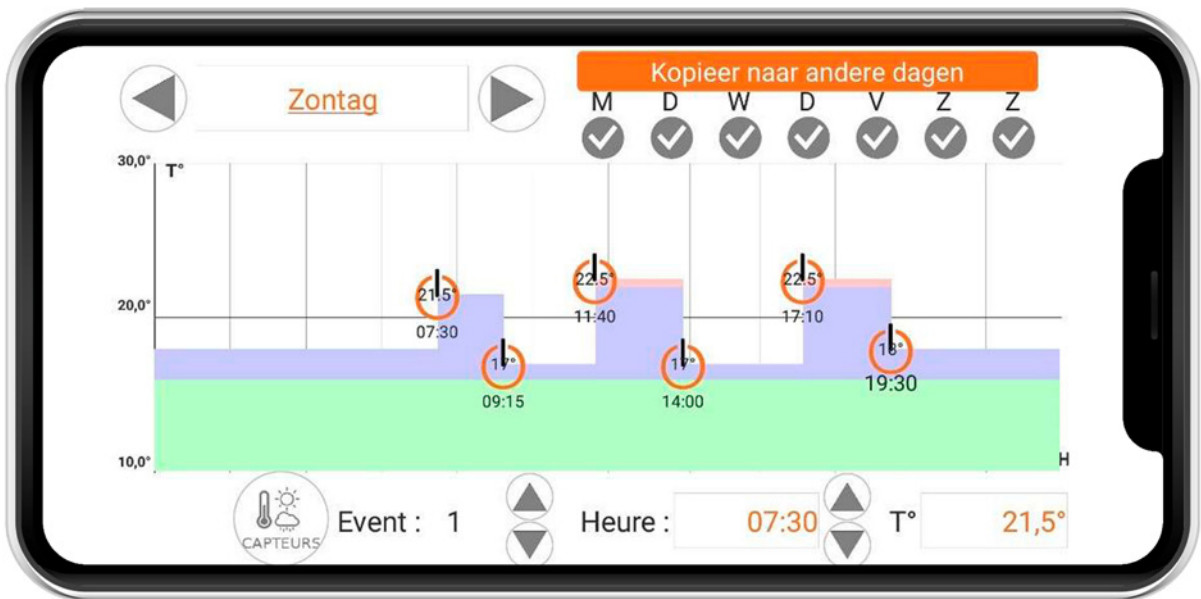 Kopieer naar andere dagen
Zontag
M D W D V Z Z
30,0°
T°
21,5° 22.5° 22.5°
20,0°
07:30 11:40 17:10
17° 17° 18°
09:15 14:00 19:30
10,0° H
CAPTEURS
Event : 1 Heure : 07:30 T° 21,5°